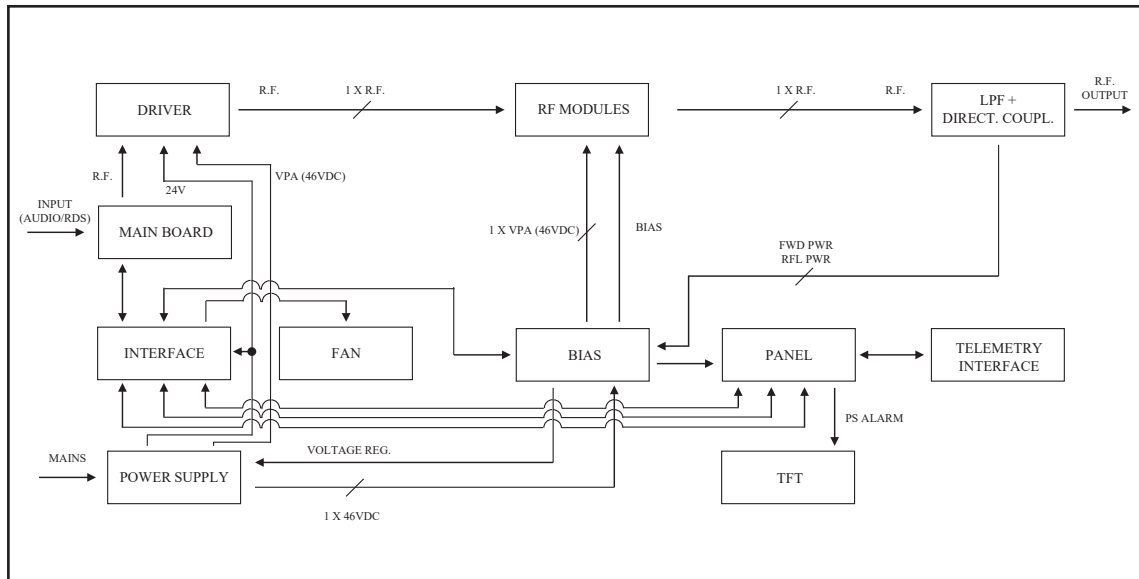 R.F.
OUTPUT
DRIVER
R.F.
1 X R.F.
RF MODULES
1 X R.F.
R.F.
LPF +
DIRECT. COUPL.
R.F.
24V
VPA (46VDC)
INPUT
(AUDIO/RDS)
MAIN BOARD
1 X VPA (46VDC)
BIAS
FWD PWR
RFL PWR
INTERFACE
FAN
BIAS
PANEL
TELEMETRY
INTERFACE
PS ALARM
MAINS
POWER SUPPLY
VOLTAGE REG.
1 X 46VDC
TFT